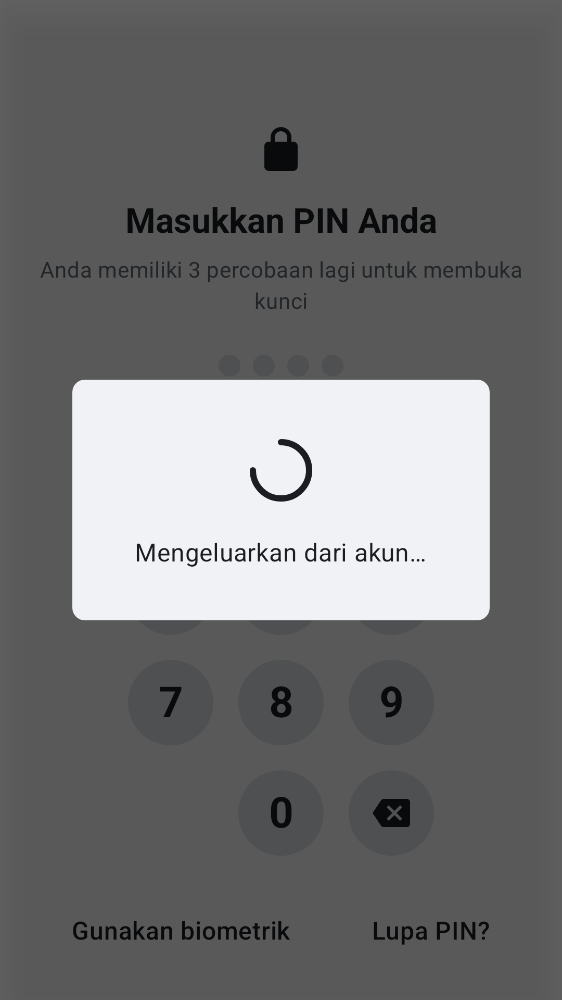 Masukkan PIN Anda
Anda memiliki 3 percobaan lagi untuk membuka
kunci
Mengeluarkan dari akun…
7 8 9
0
Gunakan biometrik Lupa PIN?